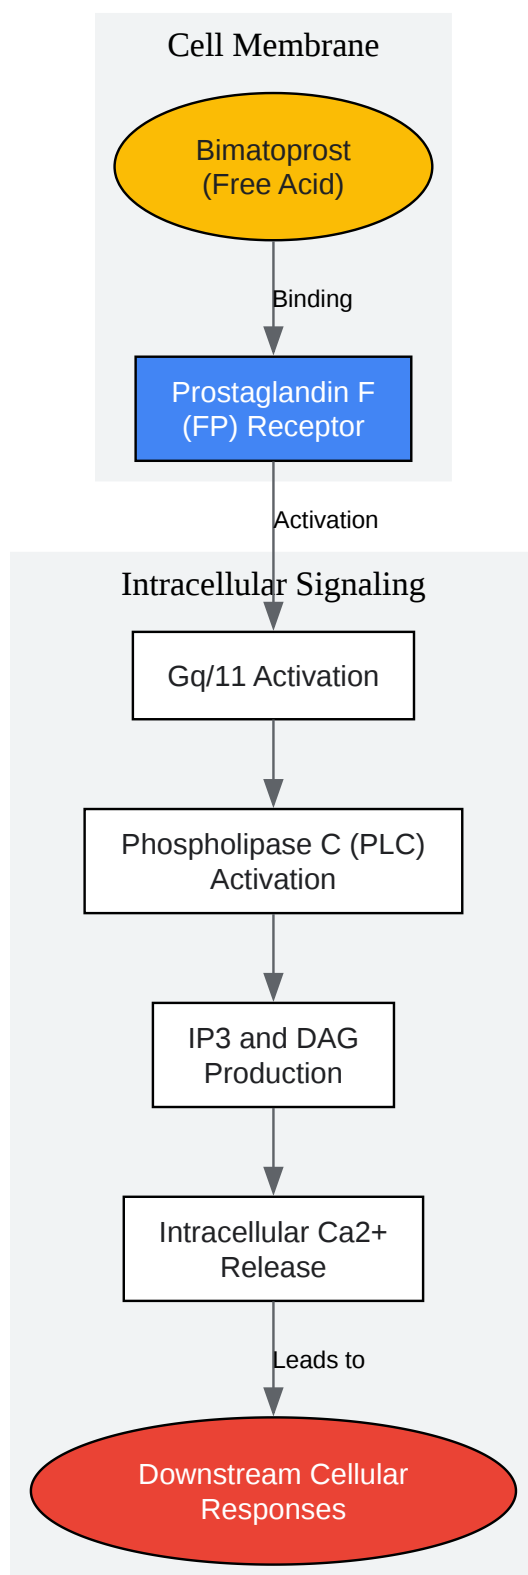 Cell Membrane
Bimatoprost
(Free Acid)
Binding
Prostaglandin F
(FP) Receptor
Activation
Intracellular Signaling
Gq/11 Activation
Phospholipase C (PLC)
Activation
IP3 and DAG
Production
Intracellular Ca2+
Release
Leads to
Downstream Cellular
Responses